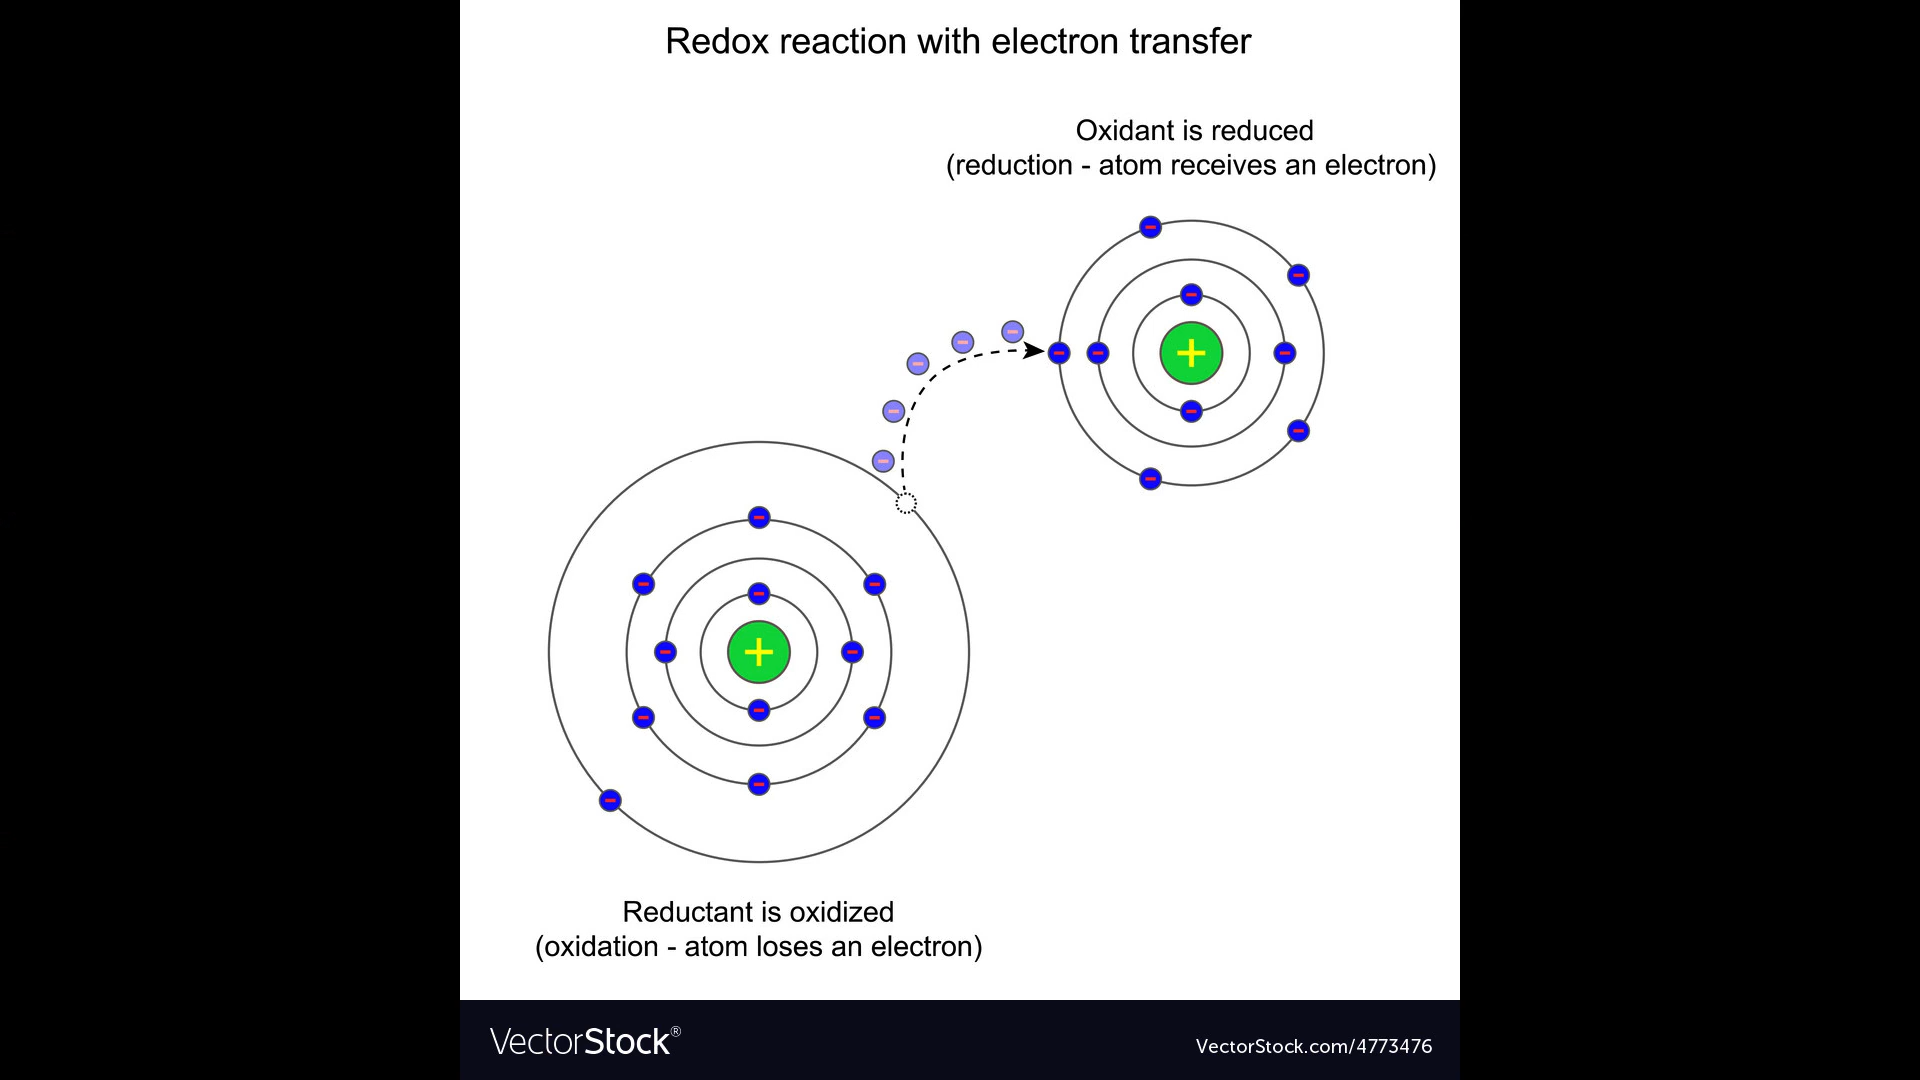 Redox reaction with electron transfer
Oxidant is reduced
(reduction - atom receives an electron)
Reductant is oxidized
(oxidation - atom loses an electron)
VectorStock®
VectorStock.com/4773476